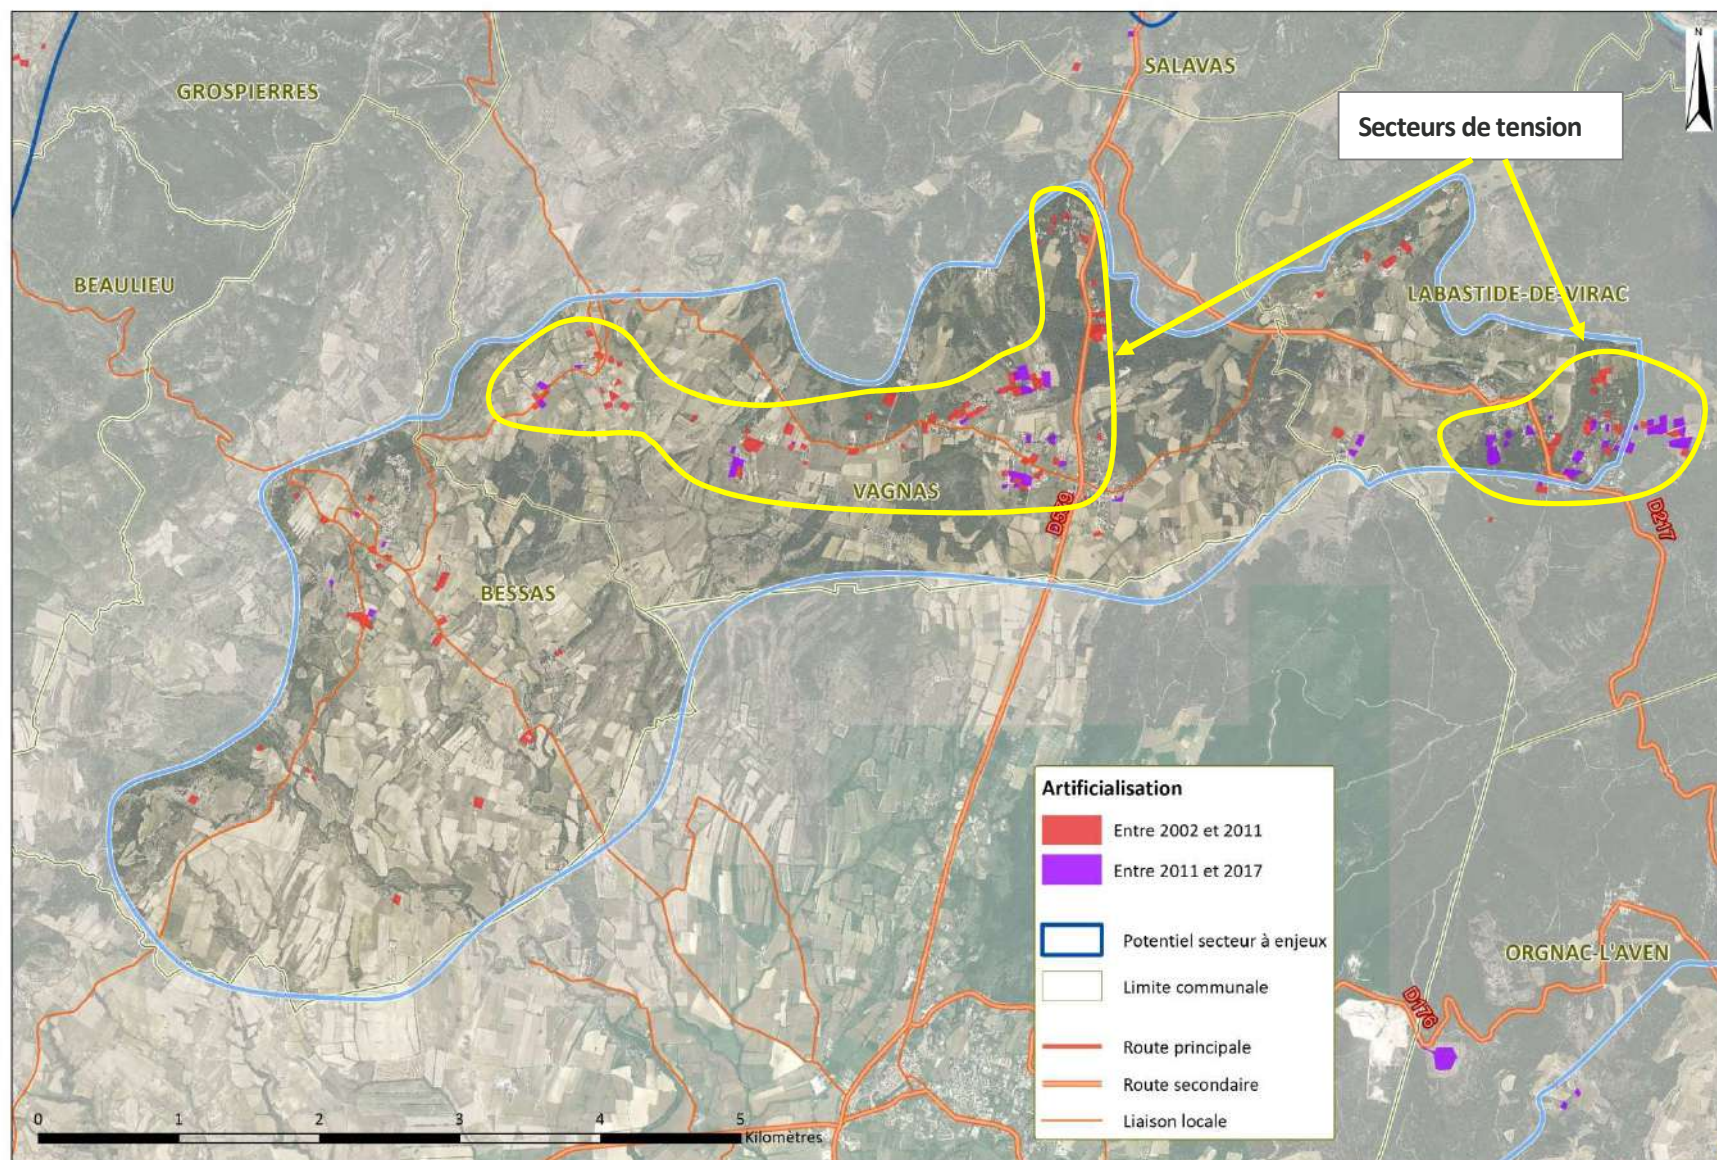 N
SALAVAS
GROSPIERRES
Secteurs de tension
BEAULIEU
LABASTIDE-DE-VIRAC
VAGNAS
D579
D217
BESSAS
Artificialisation
Entre 2002 et 2011
Entre 2011 et 2017
Potentiel secteur à enjeux
Limite communale
Route principale
Route secondaire
Liaison locale
ORGNAC-L'AVEN
D176
0 1 2 3 4 5
Kilomètres